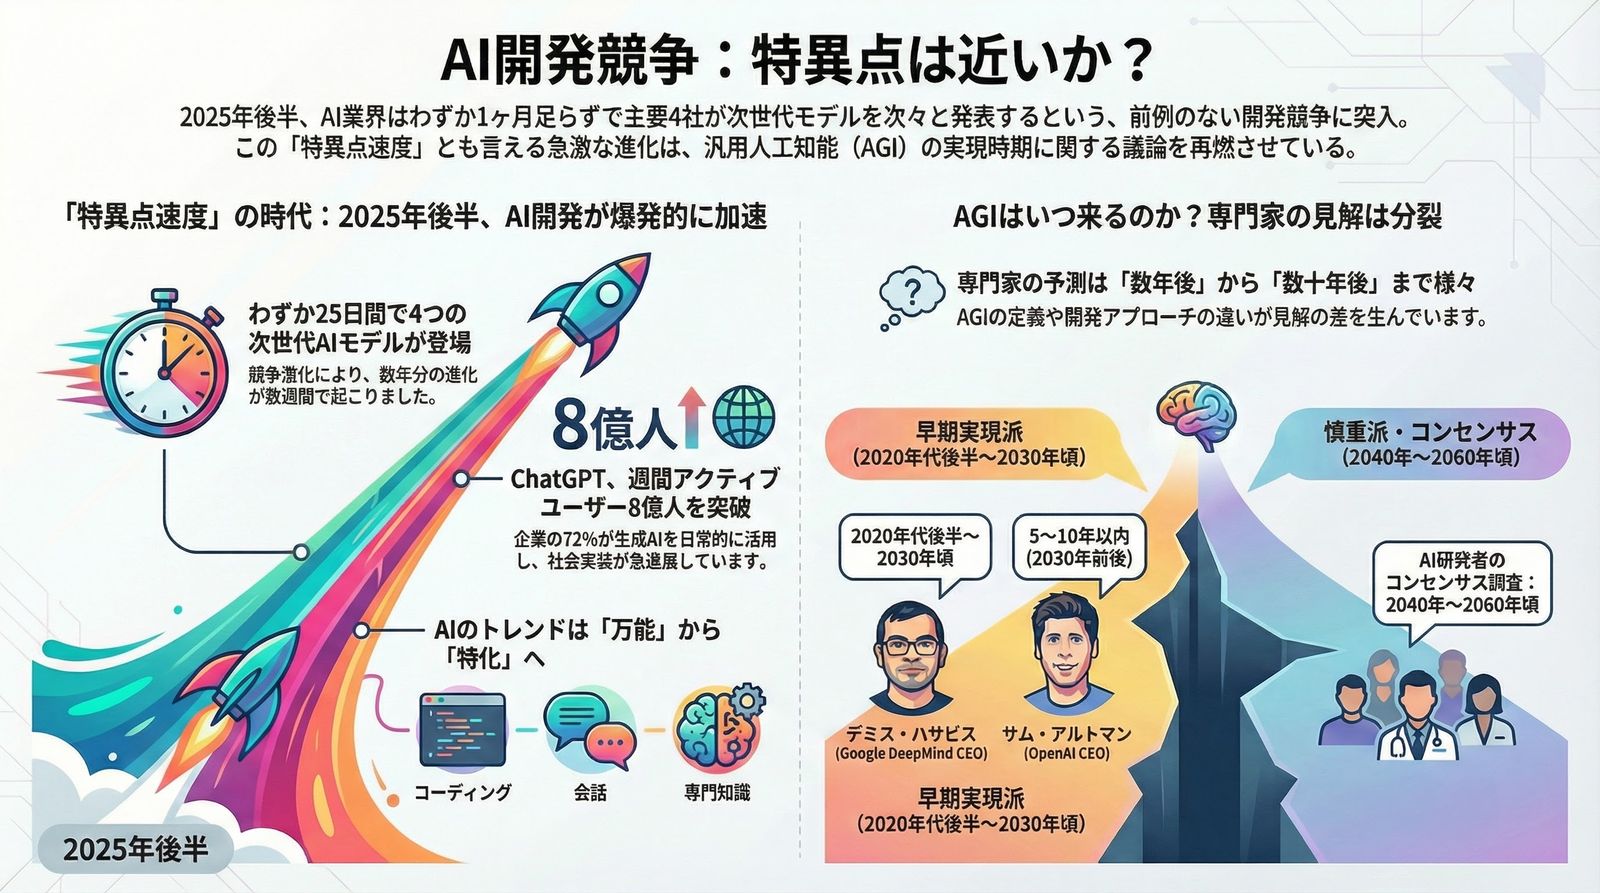 AI開発競争：特異点は近いか？
2025年後半、AI業界はわずか1ヶ月足らずで主要4社が次世代モデルを次々と発表するという、前例のない開発競争に突入。
この「特異点速度」とも言える急激な進化は、汎用人工知能（AGI）の実現時期に関する議論を再燃させている。
「特異点速度」の時代：2025年後半、AI開発が爆発的に加速
わずか25日間で4つの
次世代AIモデルが登場
競争激化により、数年分の進化
が数週間で起こりました。
8億人
ChatGPT、週間アクティブ
ユーザー8億人を突破
企業の72%が生成AIを日常的に活用
し、社会実装が急進展しています。
AIのトレンドは「万能」から
「特化」へ
コーディング
会話
専門知識
2025年後半
AGIはいつ来るのか？専門家の見解は分裂
?
専門家の予測は「数年後」から「数十年後」まで様々
AGIの定義や開発アプローチの違いが見解の差を生んでいます。
早期実現派
（2020年代後半〜2030年頃）
慎重派・コンセンサス
（2040年〜2060年頃）
2020年代後半〜
2030年頃
5〜10年以内
（2030年前後）
AI研究者の
コンセンサス調査：
2040年〜2060年頃
デミス・ハサビス
（Google DeepMind CEO）
サム・アルトマン
（OpenAI CEO）
早期実現派
（2020年代後半〜2030年頃）